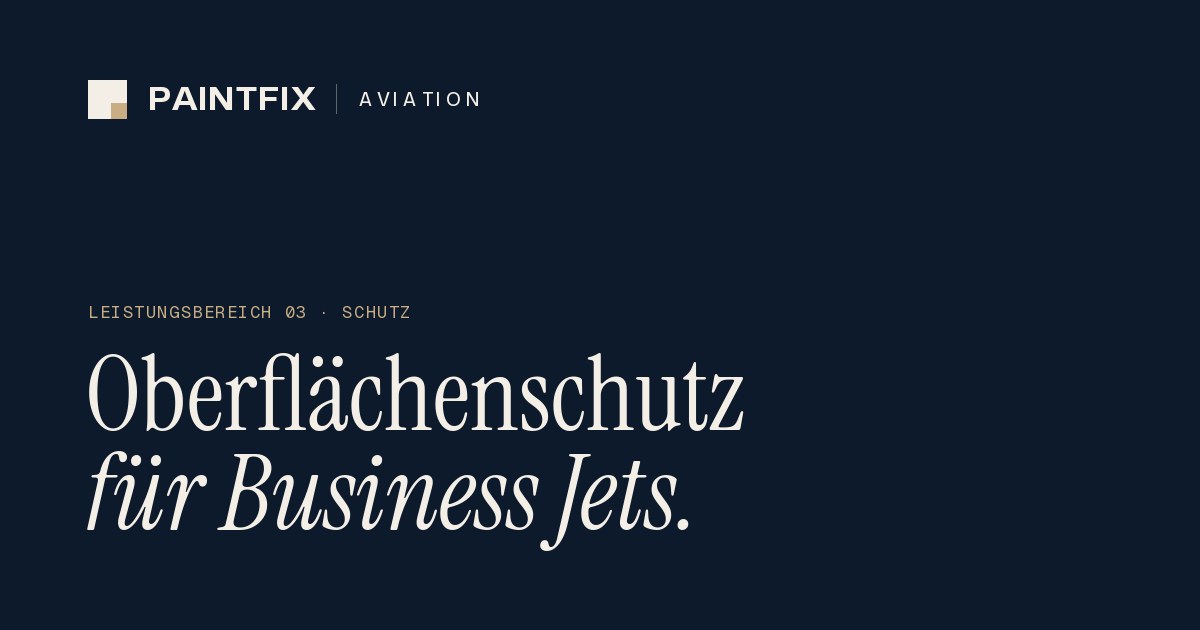 PAINTFIX | AVIATION
LEISTUNGSBEREICH 03 · SCHUTZ
Oberflächenschutz
für Business Jets.